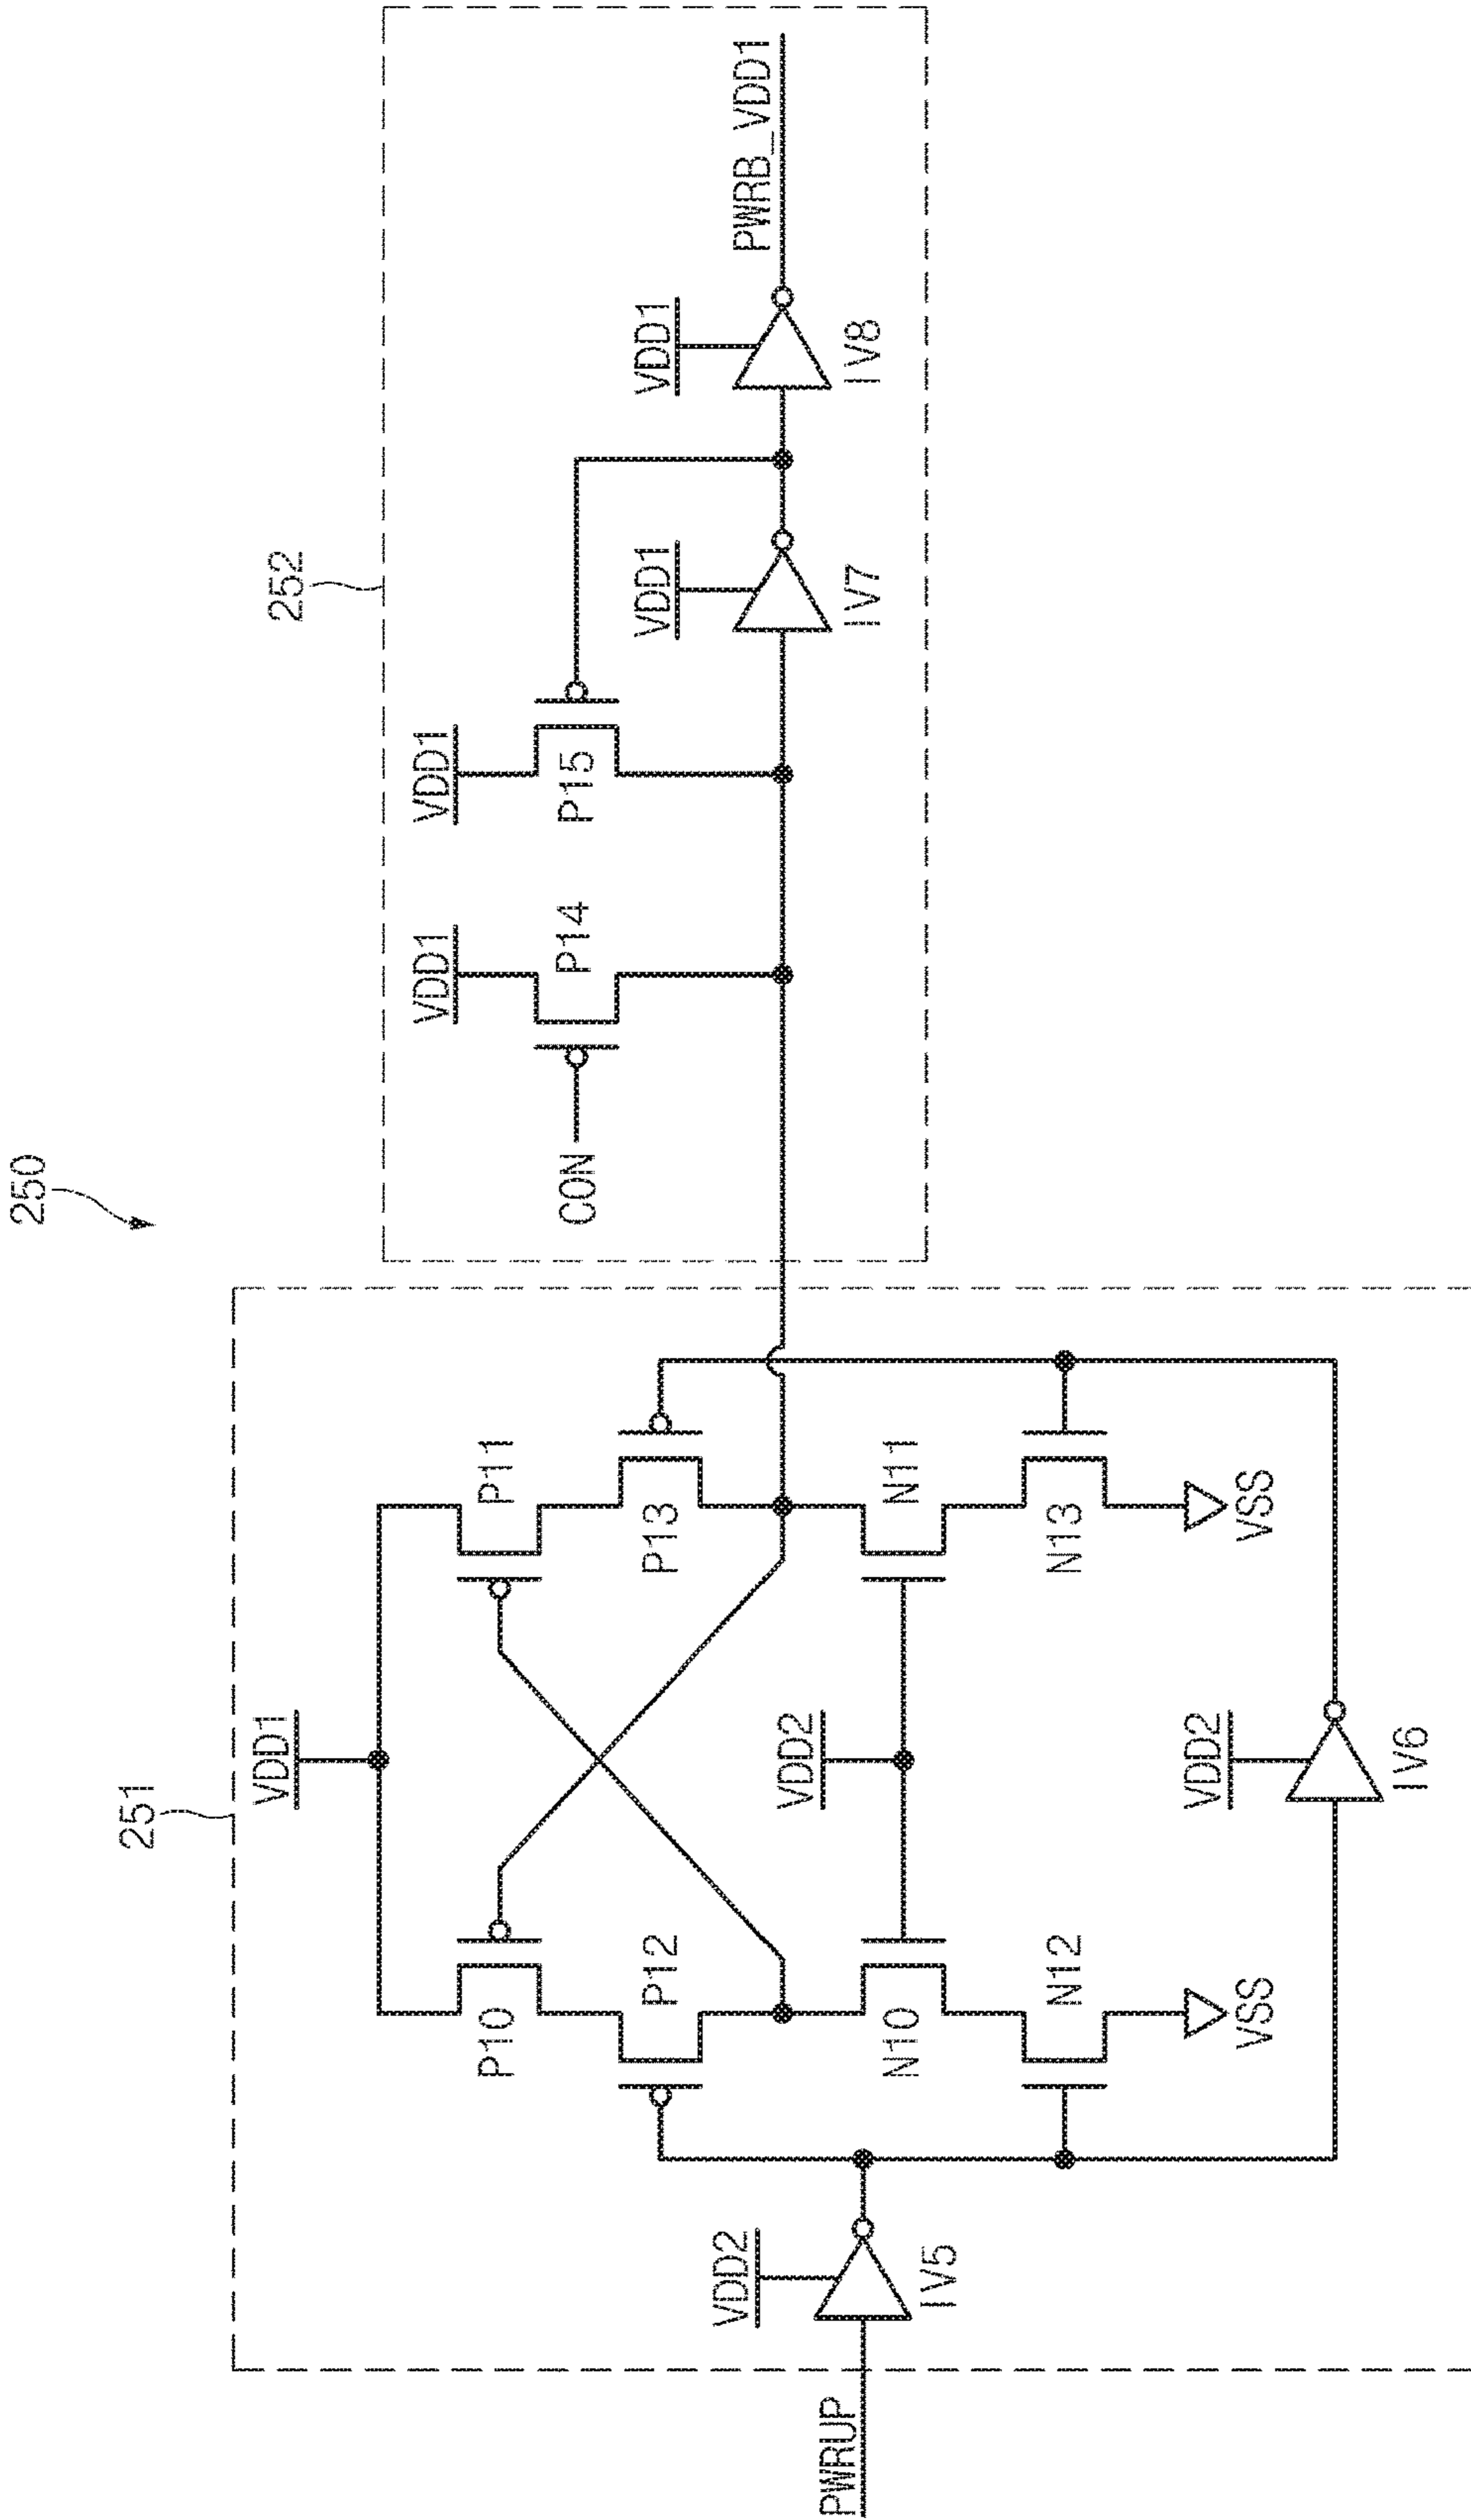 250
251
252
VDD1
P10
P11
P12
P13
VDD2
N10
N11
N12
N13
VSS
VSS
PWRUP
VDD2
IV5
VDD2
IV6
CON
VDD1
P14
VDD1
P15
VDD1
IV7
VDD1
IV8
PWRB_VDD1